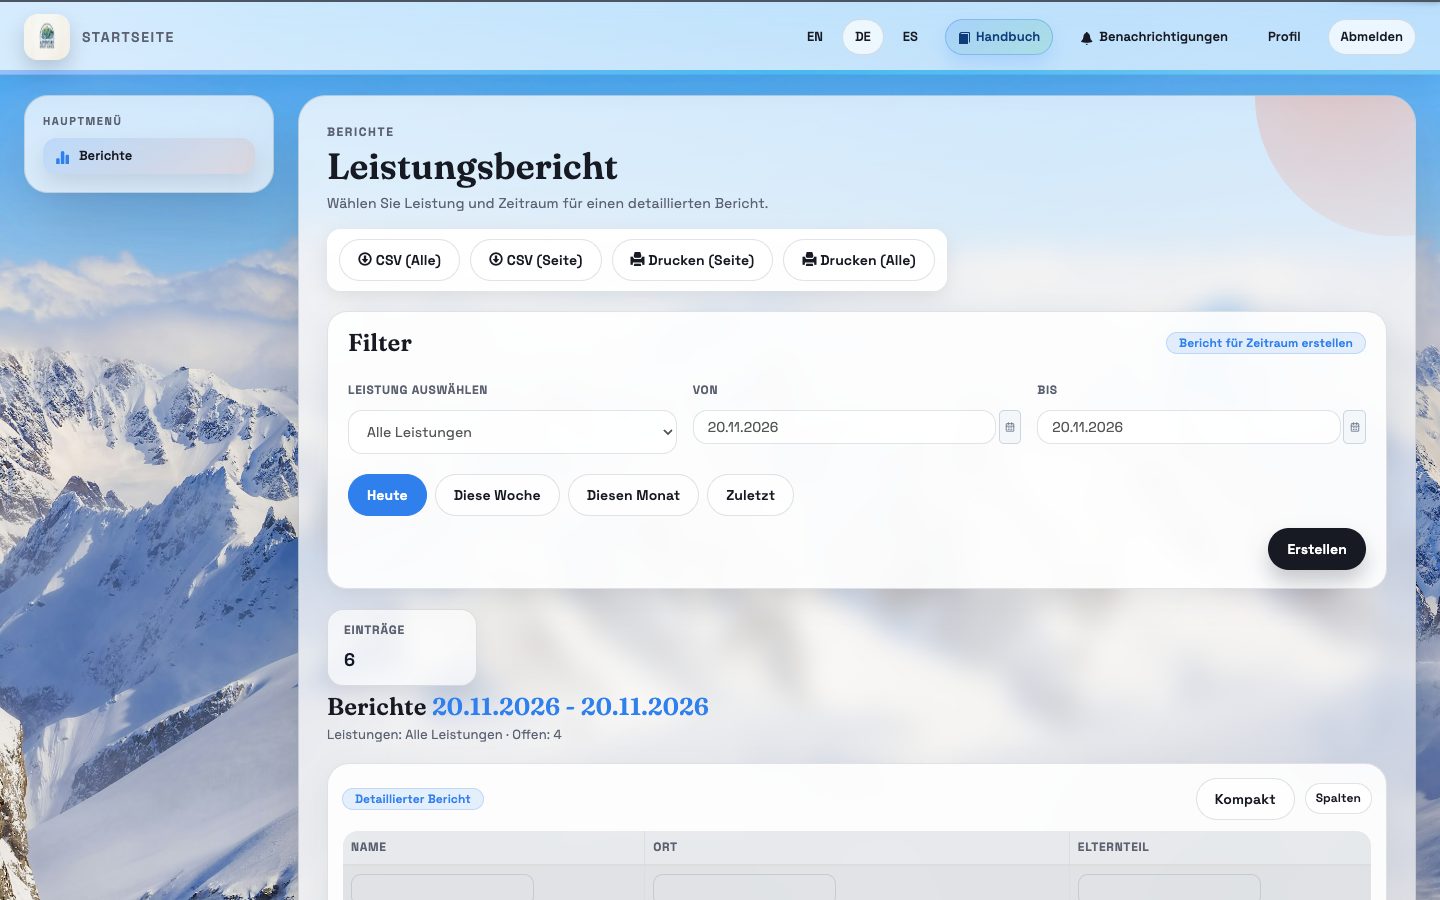 STARTSEITE
EN DE ES Handbuch Benachrichtigungen Profil Abmelden
HAUPTMENÜ
Berichte
BERICHTE
Leistungsbericht
Wählen Sie Leistung und Zeitraum für einen detaillierten Bericht.
CSV (Alle) CSV (Seite) Drucken (Seite) Drucken (Alle)
Filter
Bericht für Zeitraum erstellen
LEISTUNG AUSWÄHLEN VON BIS
Alle Leistungen 20.11.2026 20.11.2026
Heute Diese Woche Diesen Monat Zuletzt
Erstellen
EINTRÄGE
6
Berichte 20.11.2026 - 20.11.2026
Leistungen: Alle Leistungen · Offen: 4
Detaillierter Bericht Kompakt Spalten
NAME ORT ELTERNTEIL